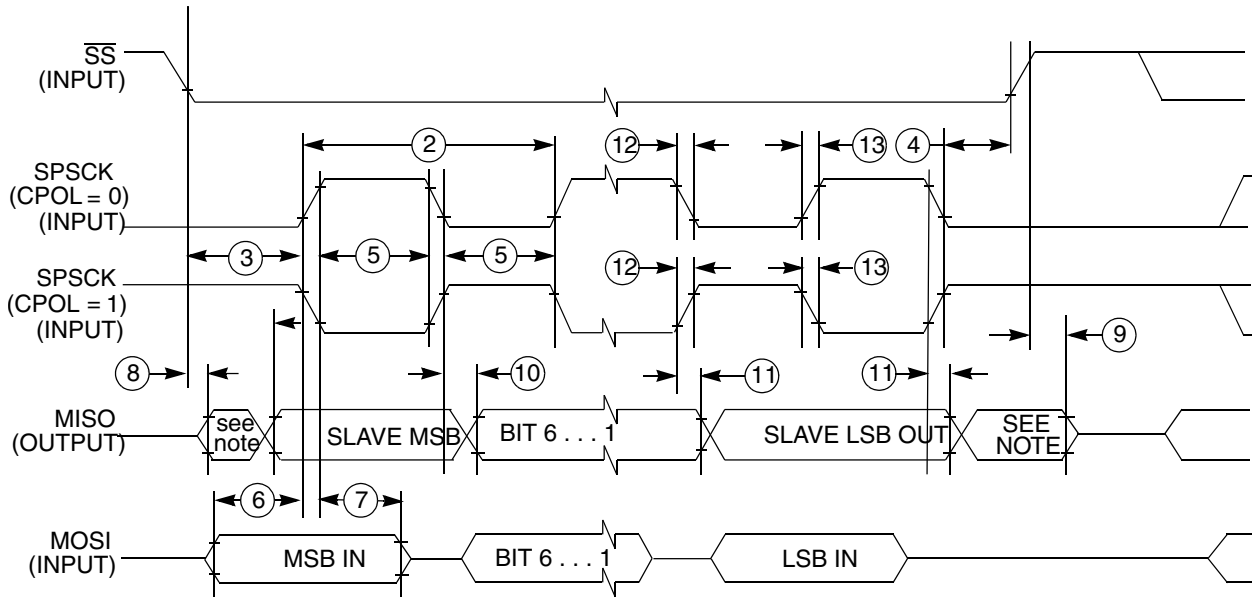 SS
(INPUT)
2
12
13
4
SPSCK
(CPOL = 0)
(INPUT)
3
5
5
12
13
SPSCK
(CPOL = 1)
(INPUT)
9
8
10
11
11
MISO
(OUTPUT)
see
note
SLAVE MSB
BIT 6 . . . 1
SLAVE LSB OUT
SEE
NOTE
6
7
MOSI
(INPUT)
MSB IN
BIT 6 . . . 1
LSB IN